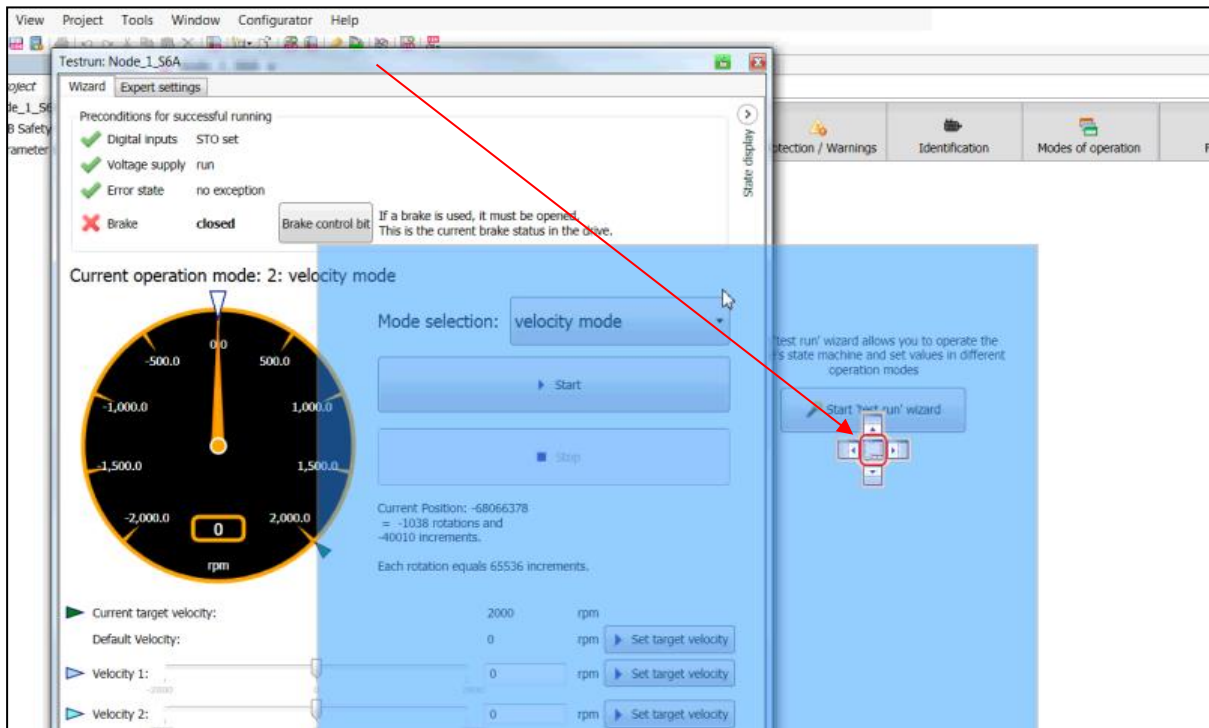 View Project Tools Window Configurator Help
Testrun: Node_1_S6A
Wizard Expert settings
Preconditions for successful running
Digital inputs STO set
Voltage supply run
Error state no exception
Brake closed Brake control bit
If a brake is used, it must be opened.
This is the current brake status in the drive.
State display
Identification
Modes of operation
/ Warnings
Current operation mode: 2: velocity mode
Mode selection: velocity mode
Start
Stop
0.0
-500.0 500.0
-1,000.0 1,000.0
-1,500.0 1,500.0
-2,000.0 2,000.0
0
rpm
Current Position: -68066378
= -1038 rotations and
-40010 increments.
Each rotation equals 65536 increments.
'test run' wizard allows you to operate the
's state machine and set values in different
operation modes
Start 'test run' wizard
Current target velocity: 2000 rpm
Default Velocity: 0 rpm Set target velocity
Velocity 1: 0 rpm Set target velocity
Velocity 2: 0 rpm Set target velocity